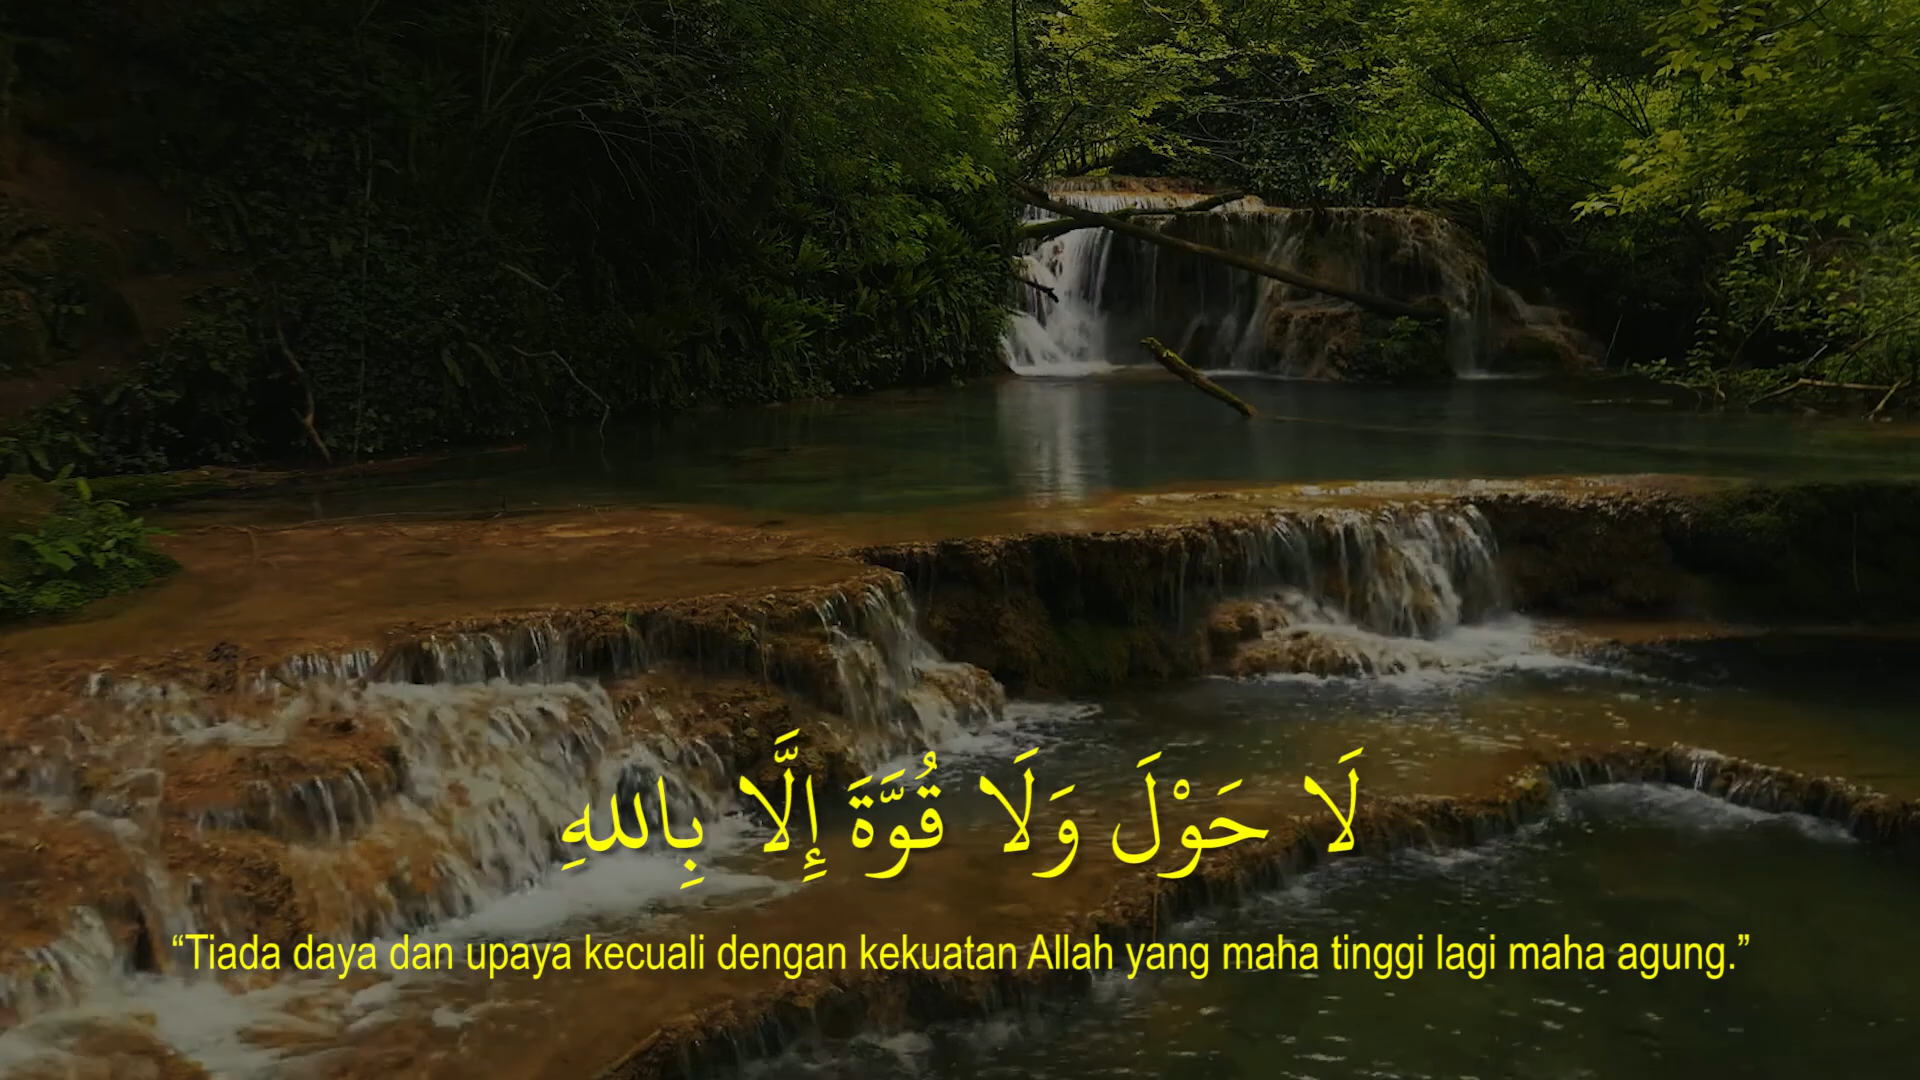 لَا حَوْلَ وَلَا قُوَّةَ إِلَّا بِاللهِ
“Tiada daya dan upaya kecuali dengan kekuatan Allah yang maha tinggi lagi maha agung.”